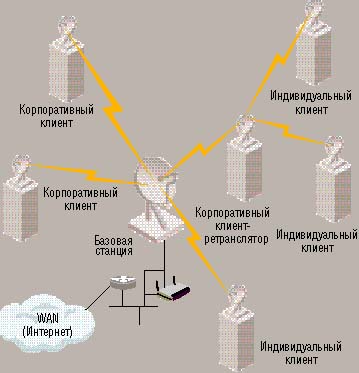 Индивидуальный
клиент
Корпоративный
клиент
Корпоративный
клиент
Корпоративный
клиент-
ретранслятор
Индивидуальный
клиент
Базовая
станция
WAN
(Интернет)
Индивидуальный
клиент